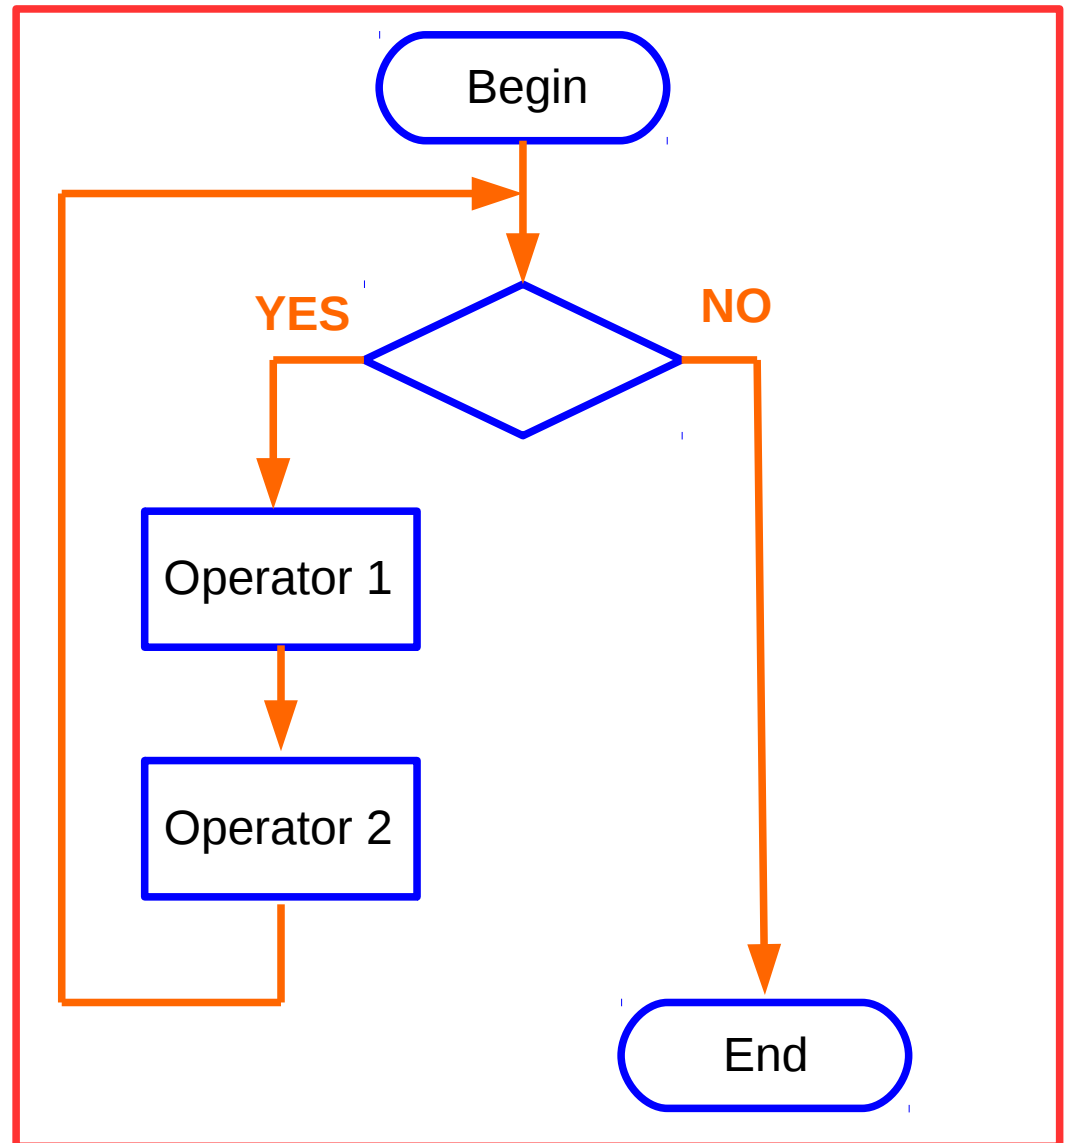 Begin
YES
NO
Operator 1
Operator 2
End